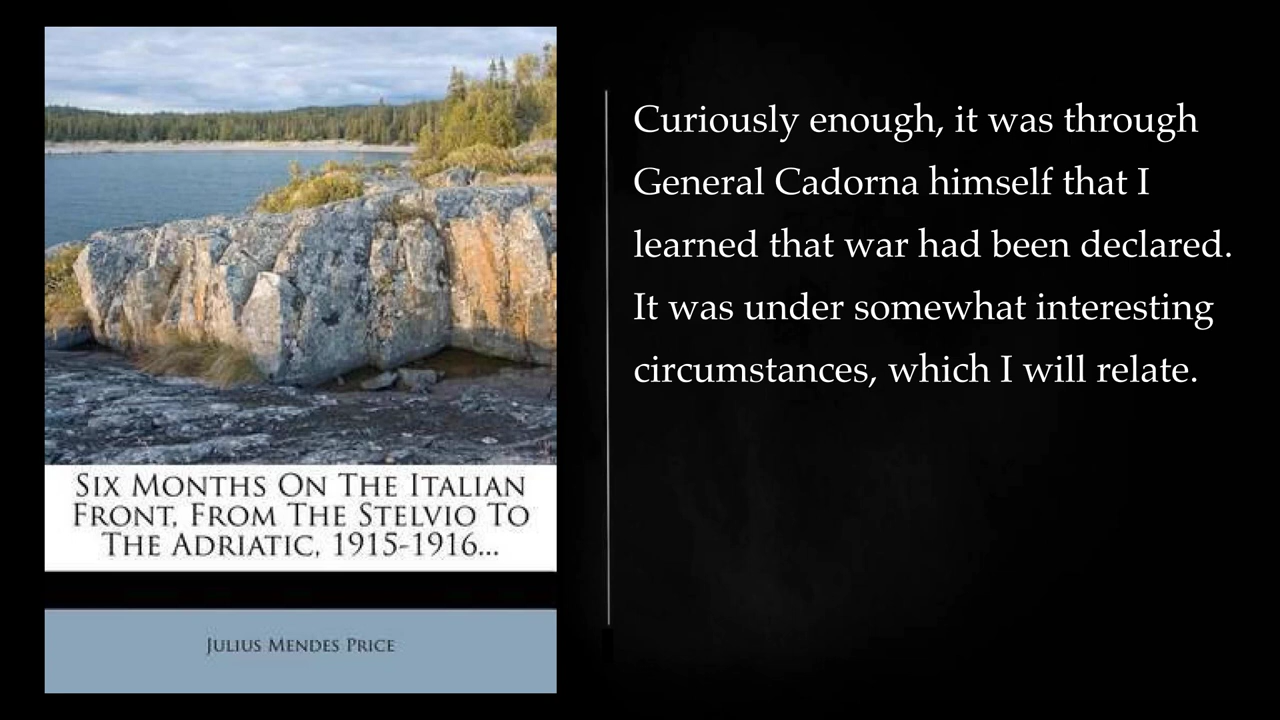 Six Months On The Italian
Front, From The Stelvio To
The Adriatic, 1915-1916...
Julius Mendes Price
Curiously enough, it was through
General Cadorna himself that I
learned that war had been declared.
It was under somewhat interesting
circumstances, which I will relate.